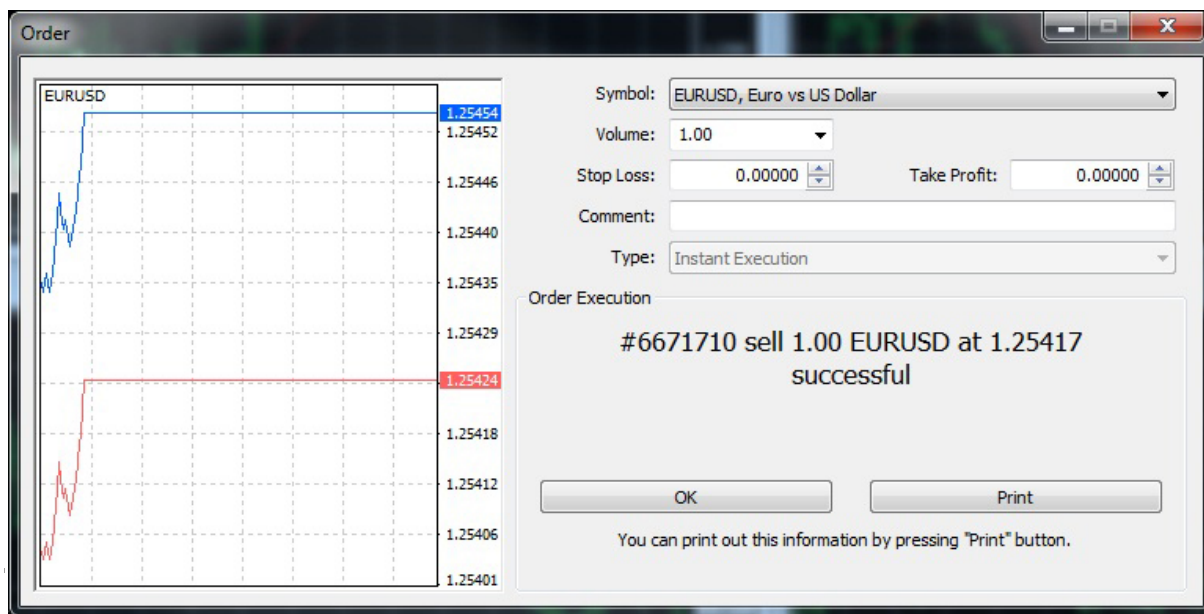 Order
EURUSD
1.25454
1.25452
1.25446
1.25440
1.25435
1.25429
1.25424
1.25418
1.25412
1.25406
1.25401
Symbol: EURUSD, Euro vs US Dollar
Volume: 1.00
Stop Loss: 0.00000 Take Profit: 0.00000
Comment:
Type: Instant Execution
Order Execution
#6671710 sell 1.00 EURUSD at 1.25417
successful
OK Print
You can print out this information by pressing "Print" button.